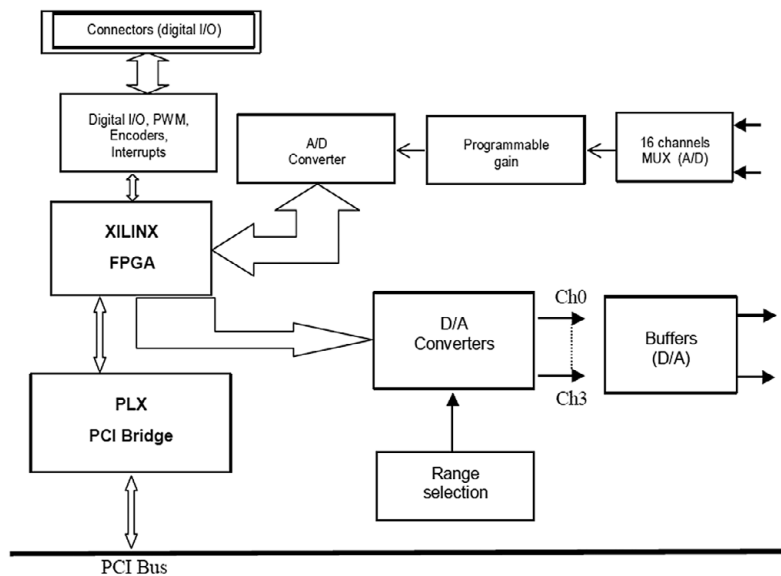 Connectors (digital I/O)
Digital I/O, PWM,
Encoders,
Interrupts
A/D
Converter
Programmable
gain
16 channels
MUX (A/D)
XILINX
FPGA
Ch0
D/A
Converters
Buffers
(D/A)
Ch3
PLX
PCI Bridge
Range
selection
PCI Bus